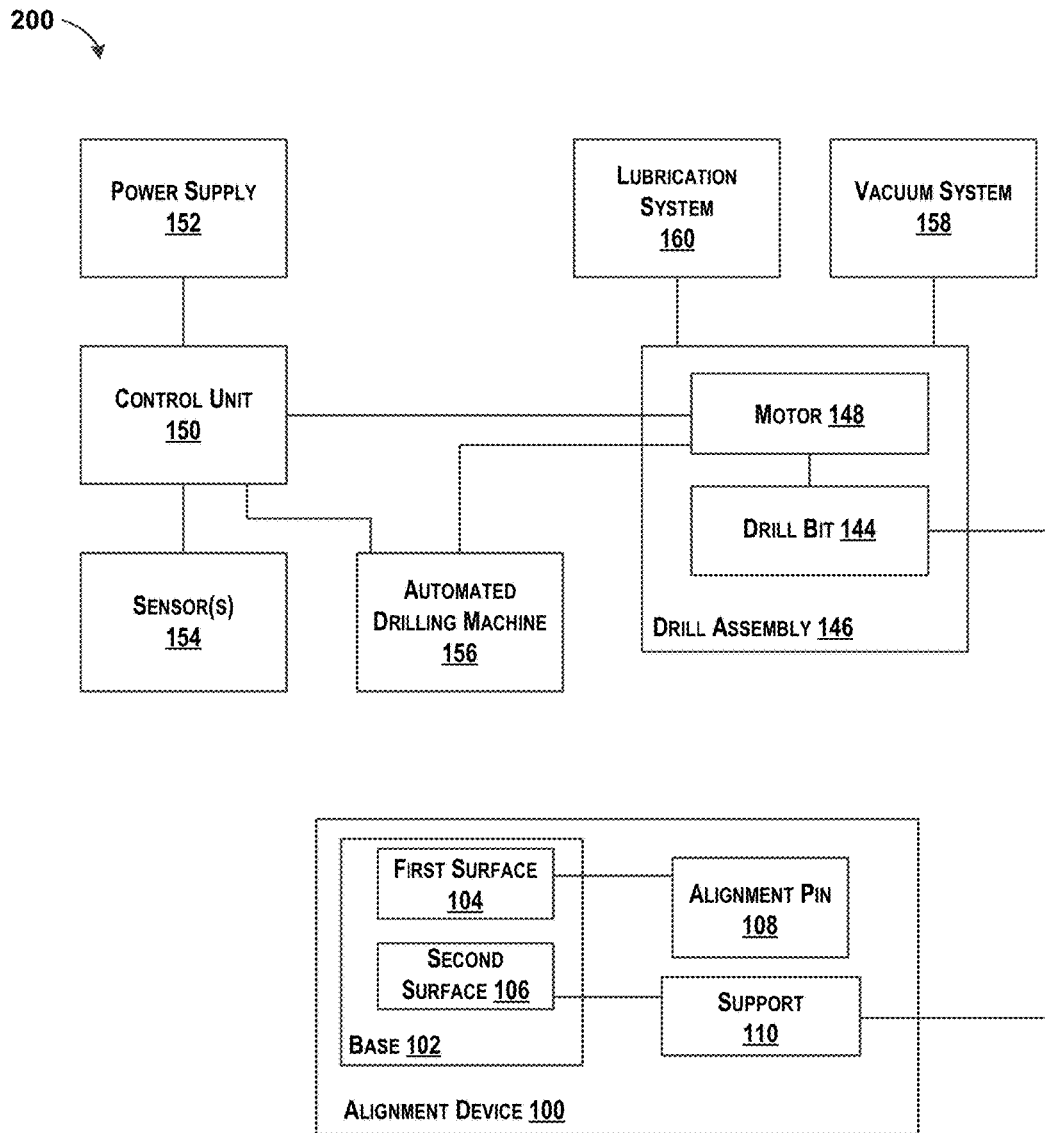 200
Power Supply
152
Lubrication
System
160
Vacuum System
158
Control Unit
150
Motor 148
Drill Bit 144
Sensor(s)
154
Automated
Drilling Machine
156
Drill Assembly 146
First Surface
104
Alignment Pin
108
Second
Surface 106
Support
110
Base 102
Alignment Device 100